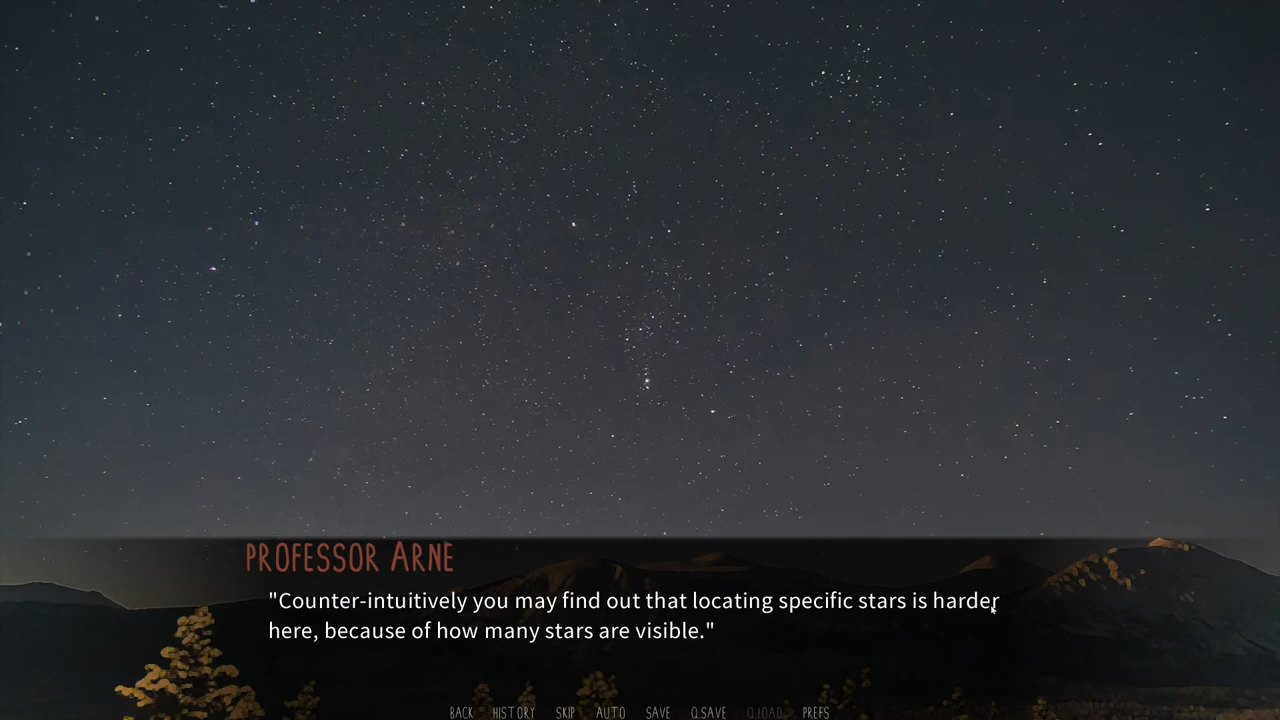 PROFESSOR ARNE
"Counter-intuitively you may find out that locating specific stars is harder
here, because of how many stars are visible."
BACK HISTORY SKIP AUTO SAVE Q.SAVE Q.LOAD PREFS